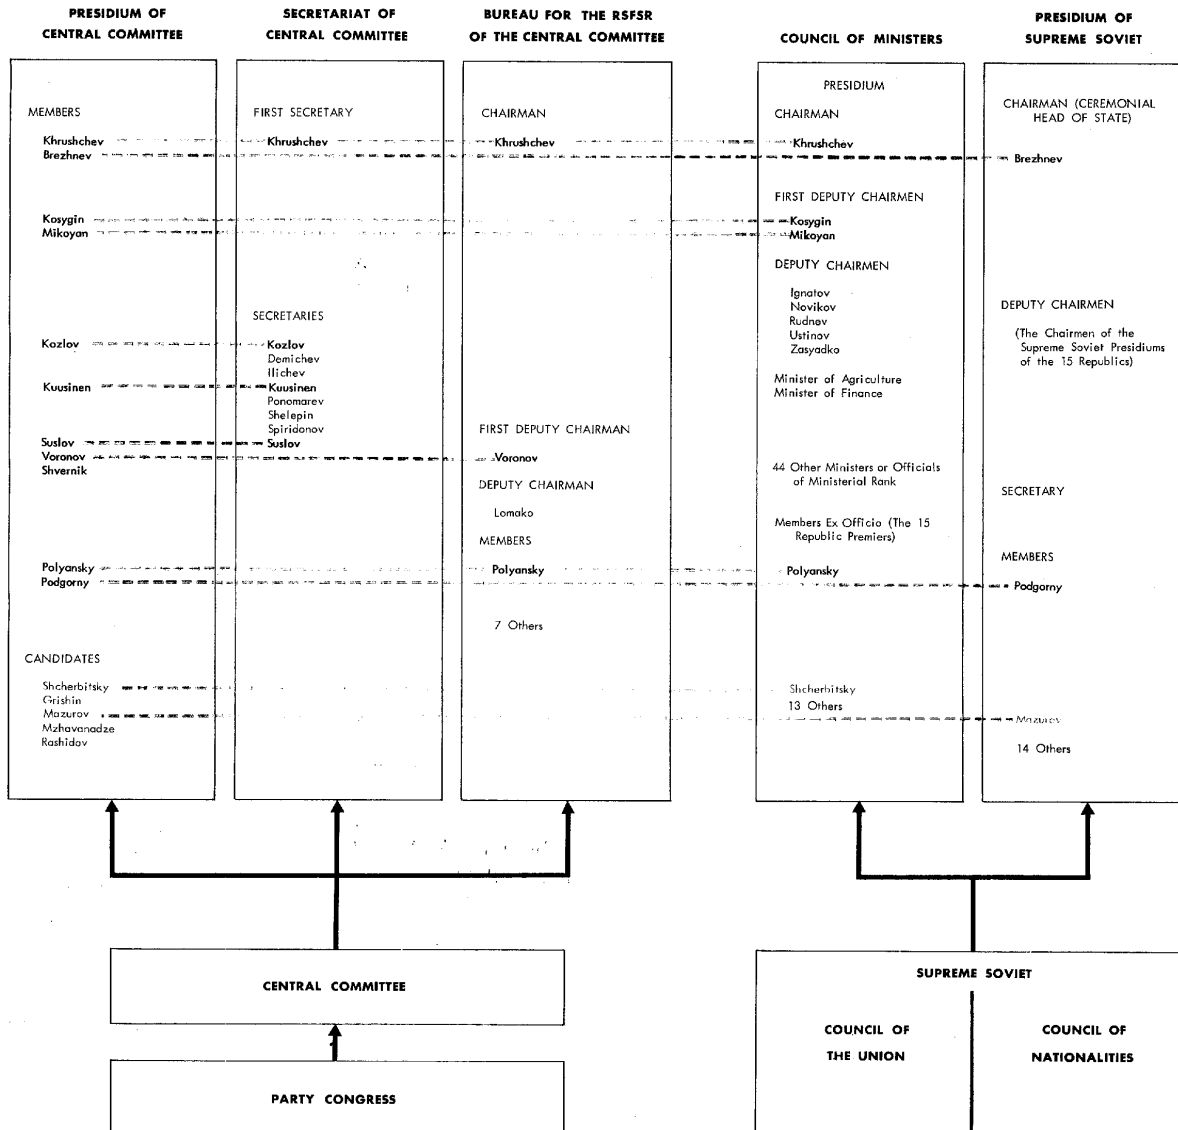 PRESIDIUM OF
CENTRAL COMMITTEE
MEMBERS
Khrushchev
Brezhnev
Kosygin
Mikoyan
Kozlov
Kuusinen
Suslov
Voronov
Shvernik
Polyansky
Podgorny
CANDIDATES
Shcherbitsky
Grishin
Mazurov
Mzhavanadze
Rashidov
SECRETARIAT OF
CENTRAL COMMITTEE
FIRST SECRETARY
Khrushchev
SECRETARIES
Kozlov
Demichev
Ilichev
Kuusinen
Ponomarev
Shelepin
Spiridonov
Suslov
BUREAU FOR THE RSFSR
OF THE CENTRAL COMMITTEE
CHAIRMAN
Khrushchev
FIRST DEPUTY CHAIRMAN
Voronov
DEPUTY CHAIRMAN
Lomako
MEMBERS
Polyansky
7 Others
COUNCIL OF MINISTERS
PRESIDIUM
CHAIRMAN
Khrushchev
FIRST DEPUTY CHAIRMEN
Kosygin
Mikoyan
DEPUTY CHAIRMEN
Ignatov
Novikov
Rudnev
Ustinov
Zasyadko
Minister of Agriculture
Minister of Finance
44 Other Ministers or Officials
of Ministerial Rank
Members Ex Officio (The 15
Republic Premiers)
Polyansky
Shcherbitsky
13 Others
PRESIDIUM OF
SUPREME SOVIET
CHAIRMAN (CEREMONIAL
HEAD OF STATE)
Brezhnev
DEPUTY CHAIRMEN
(The Chairmen of the
Supreme Soviet Presidiums
of the 15 Republics)
SECRETARY
MEMBERS
Podgorny
Mazurov
14 Others
CENTRAL COMMITTEE
PARTY CONGRESS
SUPREME SOVIET
COUNCIL OF
THE UNION
COUNCIL OF
NATIONALITIES